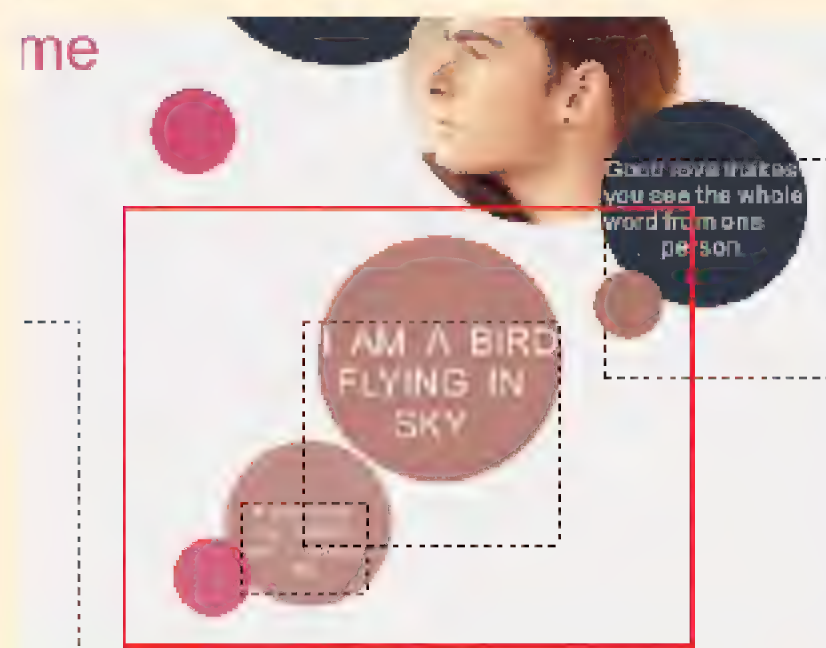 me
Good love makes
you see the whole
word from one
person.
I AM A BIRD
FLYING IN
SKY